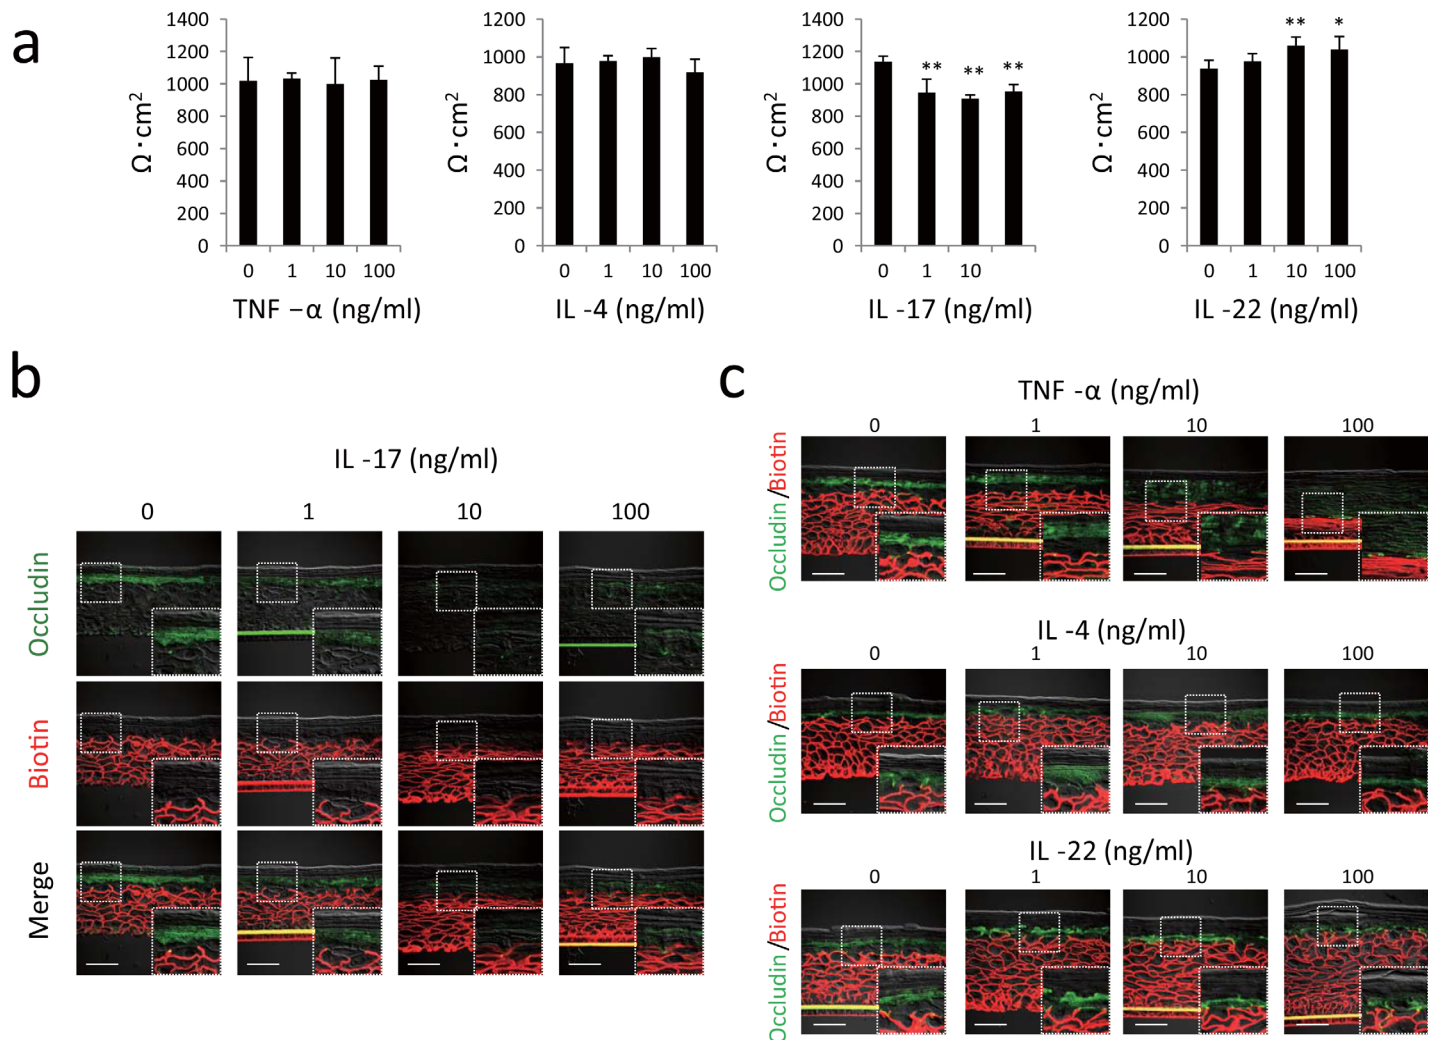 a
1400
1200
1000
800
600
400
200
0
Ω·cm2
0 1 10 100
TNF –α (ng/ml)
1200
1000
800
600
400
200
0
Ω·cm2
0 1 10 100
IL -4 (ng/ml)
1400
1200
1000
800
600
400
200
0
Ω·cm2
** ** **
0 1 10
IL -17 (ng/ml)
1200
1000
800
600
400
200
0
Ω·cm2
** *
0 1 10 100
IL -22 (ng/ml)
b
IL -17 (ng/ml)
0 1 10 100
Occludin
Biotin
Merge
c
TNF -α (ng/ml)
0 1 10 100
Occludin/Biotin
IL -4 (ng/ml)
0 1 10 100
Occludin/Biotin
IL -22 (ng/ml)
0 1 10 100
Occludin/Biotin